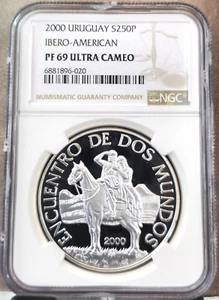 2000 URUGUAY S250P
IBERO-AMERICAN
PF 69 ULTRA CAMEO
6881896-020
NUMISMATIC GUARANTY COMPANY
NGC
ENCUENTRO DE DOS MUNDOS
2000